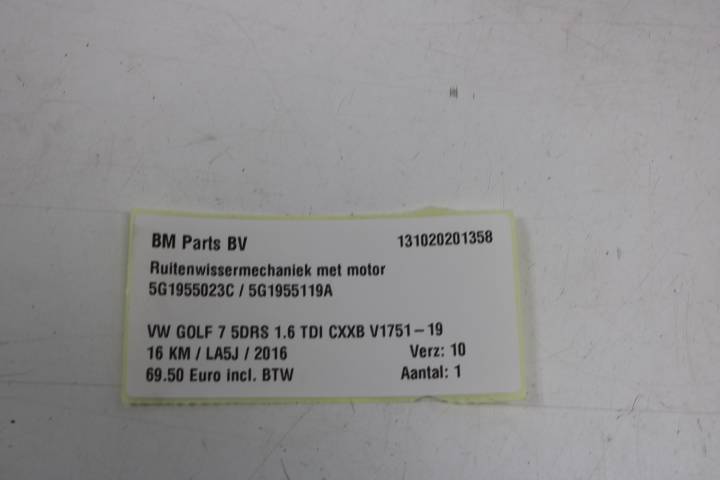 BM Parts BV 131020201358
Ruitenwissermechaniek met motor
5G1955023C / 5G1955119A
VW GOLF 7 5DRS 1.6 TDI CXXB V1751-19
16 KM / LA5J / 2016 Verz: 10
69.50 Euro incl. BTW Aantal: 1